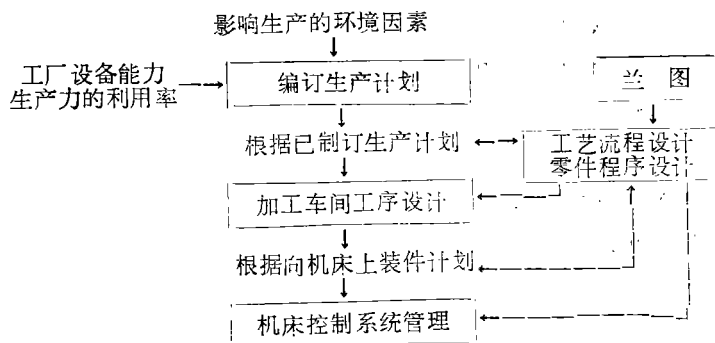 影响生产的环境因素
工厂设备能力
生产力的利用率
编订生产计划
兰图
根据已制订生产计划
工艺流程设计
零件程序设计
加工车间工序设计
根据向机床上装件计划
机床控制系统管理